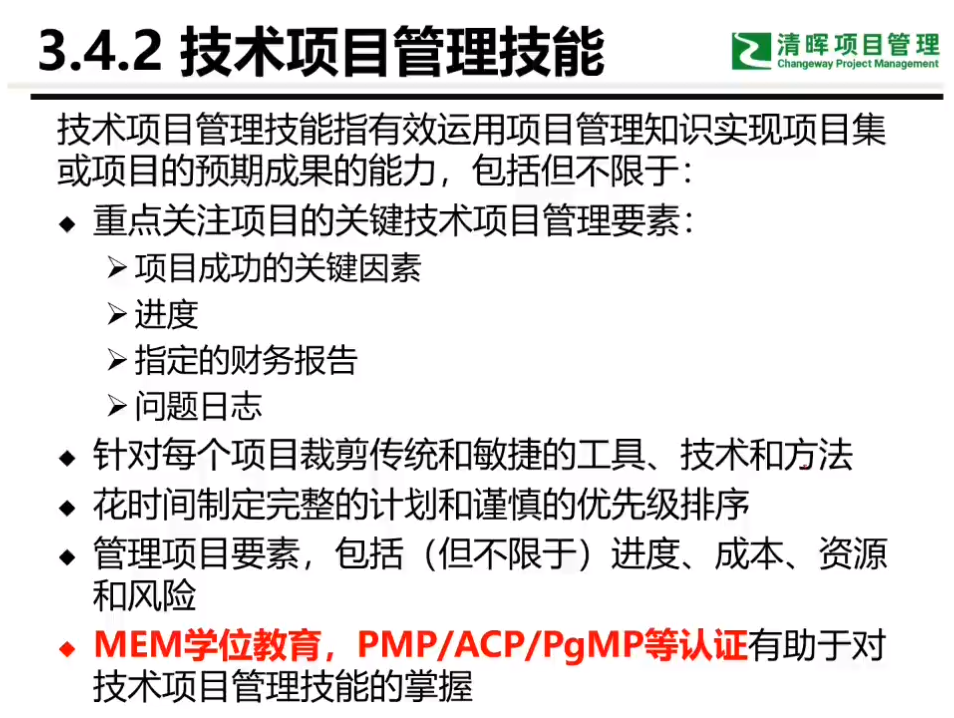 3.4.2 技术项目管理技能
清晖项目管理
Changeway Project Management
技术项目管理技能指有效运用项目管理知识实现项目集
或项目的预期成果的能力，包括但不限于：
◆ 重点关注项目的关键技术项目管理要素：
➢ 项目成功的关键因素
➢ 进度
➢ 指定的财务报告
➢ 问题日志
◆ 针对每个项目裁剪传统和敏捷的工具、技术和方法
◆ 花时间制定完整的计划和谨慎的优先级排序
◆ 管理项目要素，包括（但不限于）进度、成本、资源
和风险
◆ MEM学位教育，PMP/ACP/PgMP等认证有助于对
技术项目管理技能的掌握